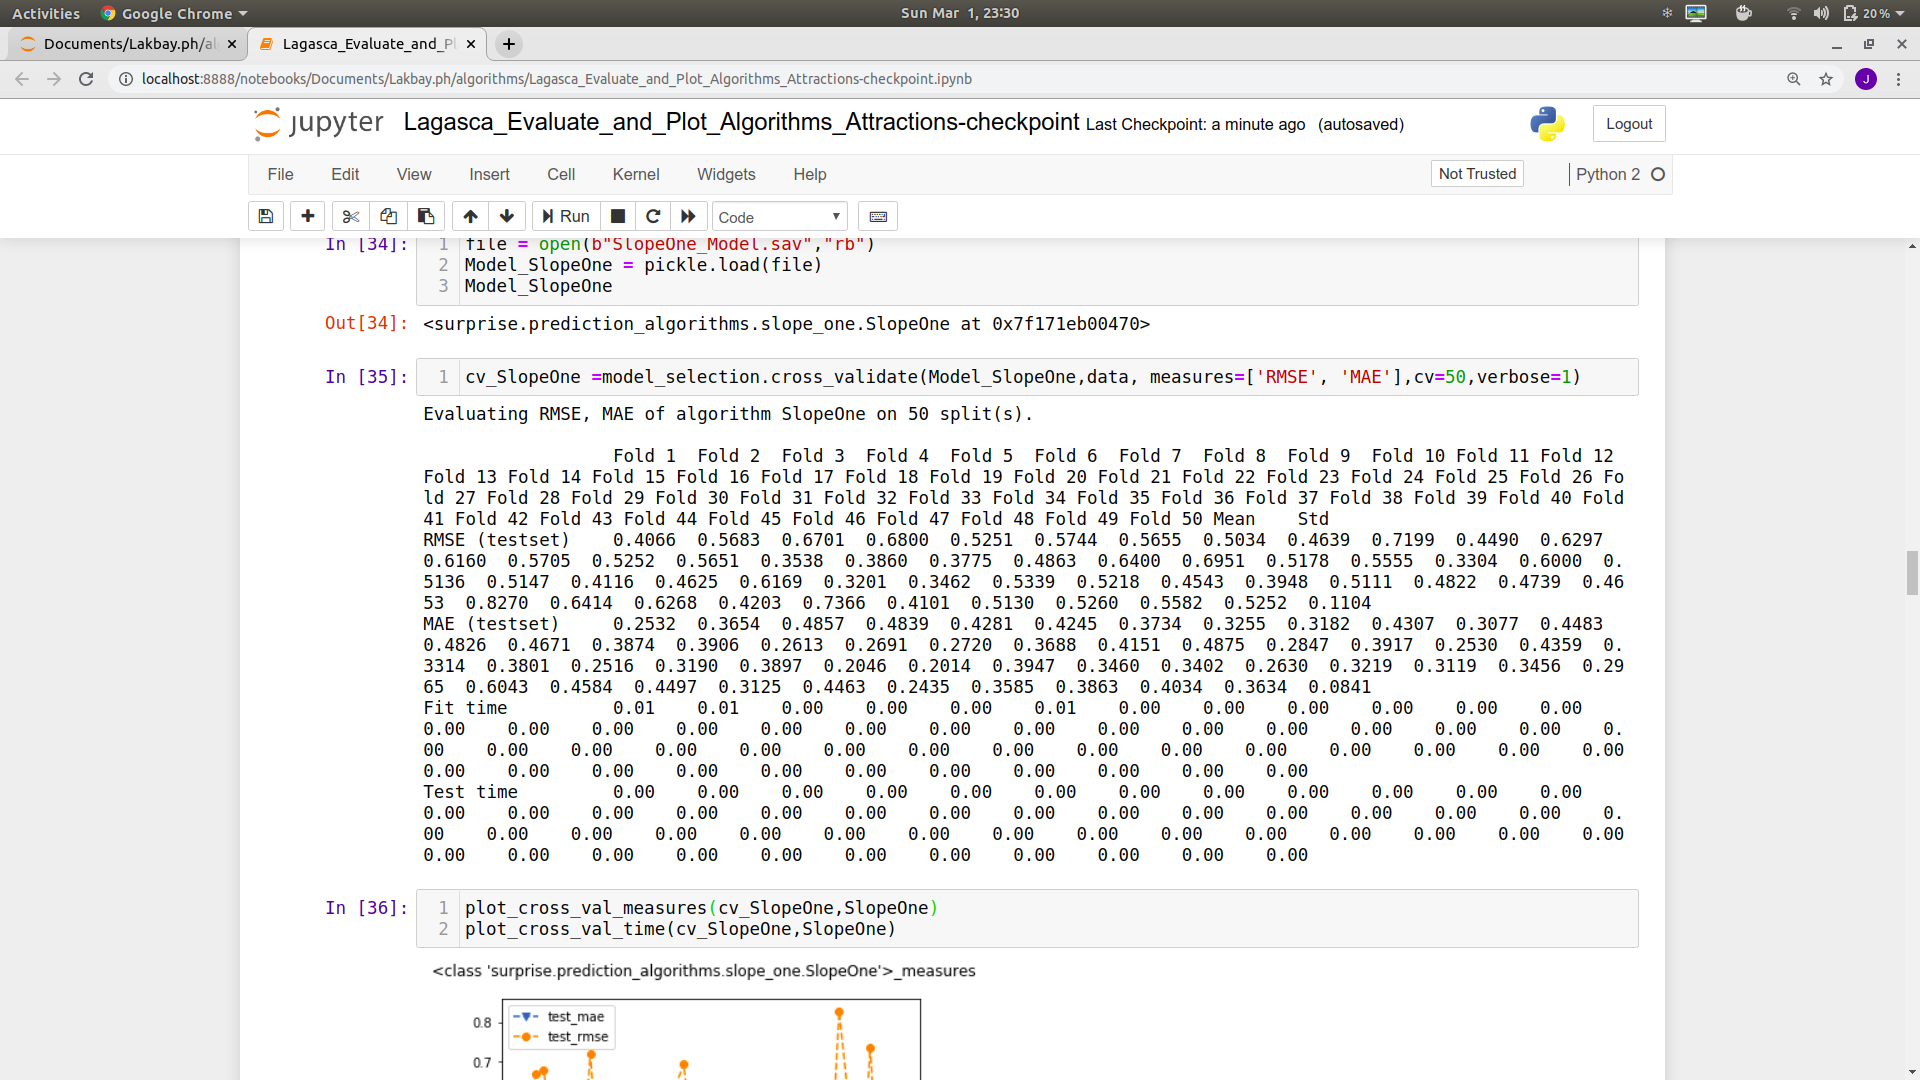 Activities Google Chrome Sun Mar 1, 23:30 20 %
Documents/Lakbay.ph/al Lagasca_Evaluate_and_Pl
localhost:8888/notebooks/Documents/Lakbay.ph/algorithms/Lagasca_Evaluate_and_Plot_Algorithms_Attractions-checkpoint.ipynb J
jupyter Lagasca_Evaluate_and_Plot_Algorithms_Attractions-checkpoint Last Checkpoint: a minute ago (autosaved) Logout
File Edit View Insert Cell Kernel Widgets Help Not Trusted Python 2
Run Code
In [34]: 1 file = open(b"SlopeOne_Model.sav","rb")
2 Model_SlopeOne = pickle.load(file)
3 Model_SlopeOne
Out[34]: <surprise.prediction_algorithms.slope_one.SlopeOne at 0x7f171eb00470>
In [35]: 1 cv_SlopeOne =model_selection.cross_validate(Model_SlopeOne,data, measures=['RMSE', 'MAE'],cv=50,verbose=1)
Evaluating RMSE, MAE of algorithm SlopeOne on 50 split(s).
Fold 1 Fold 2 Fold 3 Fold 4 Fold 5 Fold 6 Fold 7 Fold 8 Fold 9 Fold 10 Fold 11 Fold 12
Fold 13 Fold 14 Fold 15 Fold 16 Fold 17 Fold 18 Fold 19 Fold 20 Fold 21 Fold 22 Fold 23 Fold 24 Fold 25 Fold 26 Fo
ld 27 Fold 28 Fold 29 Fold 30 Fold 31 Fold 32 Fold 33 Fold 34 Fold 35 Fold 36 Fold 37 Fold 38 Fold 39 Fold 40 Fold
41 Fold 42 Fold 43 Fold 44 Fold 45 Fold 46 Fold 47 Fold 48 Fold 49 Fold 50 Mean Std
RMSE (testset) 0.4066 0.5683 0.6701 0.6800 0.5251 0.5744 0.5655 0.5034 0.4639 0.7199 0.4490 0.6297
0.6160 0.5705 0.5252 0.5651 0.3538 0.3860 0.3775 0.4863 0.6400 0.6951 0.5178 0.5555 0.3304 0.6000 0.
5136 0.5147 0.4116 0.4625 0.6169 0.3201 0.3462 0.5339 0.5218 0.4543 0.3948 0.5111 0.4822 0.4739 0.46
53 0.8270 0.6414 0.6268 0.4203 0.7366 0.4101 0.5130 0.5260 0.5582 0.5252 0.1104
MAE (testset) 0.2532 0.3654 0.4857 0.4839 0.4281 0.4245 0.3734 0.3255 0.3182 0.4307 0.3077 0.4483
0.4826 0.4671 0.3874 0.3906 0.2613 0.2691 0.2720 0.3688 0.4151 0.4875 0.2847 0.3917 0.2530 0.4359 0.
3314 0.3801 0.2516 0.3190 0.3897 0.2046 0.2014 0.3947 0.3460 0.3402 0.2630 0.3219 0.3119 0.3456 0.29
65 0.6043 0.4584 0.4497 0.3125 0.4463 0.2435 0.3585 0.3863 0.4034 0.3634 0.0841
Fit time 0.01 0.01 0.00 0.00 0.00 0.01 0.00 0.00 0.00 0.00 0.00 0.00
0.00 0.00 0.00 0.00 0.00 0.00 0.00 0.00 0.00 0.00 0.00 0.00 0.00 0.00 0.
00 0.00 0.00 0.00 0.00 0.00 0.00 0.00 0.00 0.00 0.00 0.00 0.00 0.00 0.00
0.00 0.00 0.00 0.00 0.00 0.00 0.00 0.00 0.00 0.00 0.00
Test time 0.00 0.00 0.00 0.00 0.00 0.00 0.00 0.00 0.00 0.00 0.00 0.00
0.00 0.00 0.00 0.00 0.00 0.00 0.00 0.00 0.00 0.00 0.00 0.00 0.00 0.00 0.
00 0.00 0.00 0.00 0.00 0.00 0.00 0.00 0.00 0.00 0.00 0.00 0.00 0.00 0.00
0.00 0.00 0.00 0.00 0.00 0.00 0.00 0.00 0.00 0.00 0.00
In [36]: 1 plot_cross_val_measures(cv_SlopeOne,SlopeOne)
2 plot_cross_val_time(cv_SlopeOne,SlopeOne)
<class 'surprise.prediction_algorithms.slope_one.SlopeOne'>_measures
0.8 test_mae
test_rmse
0.7